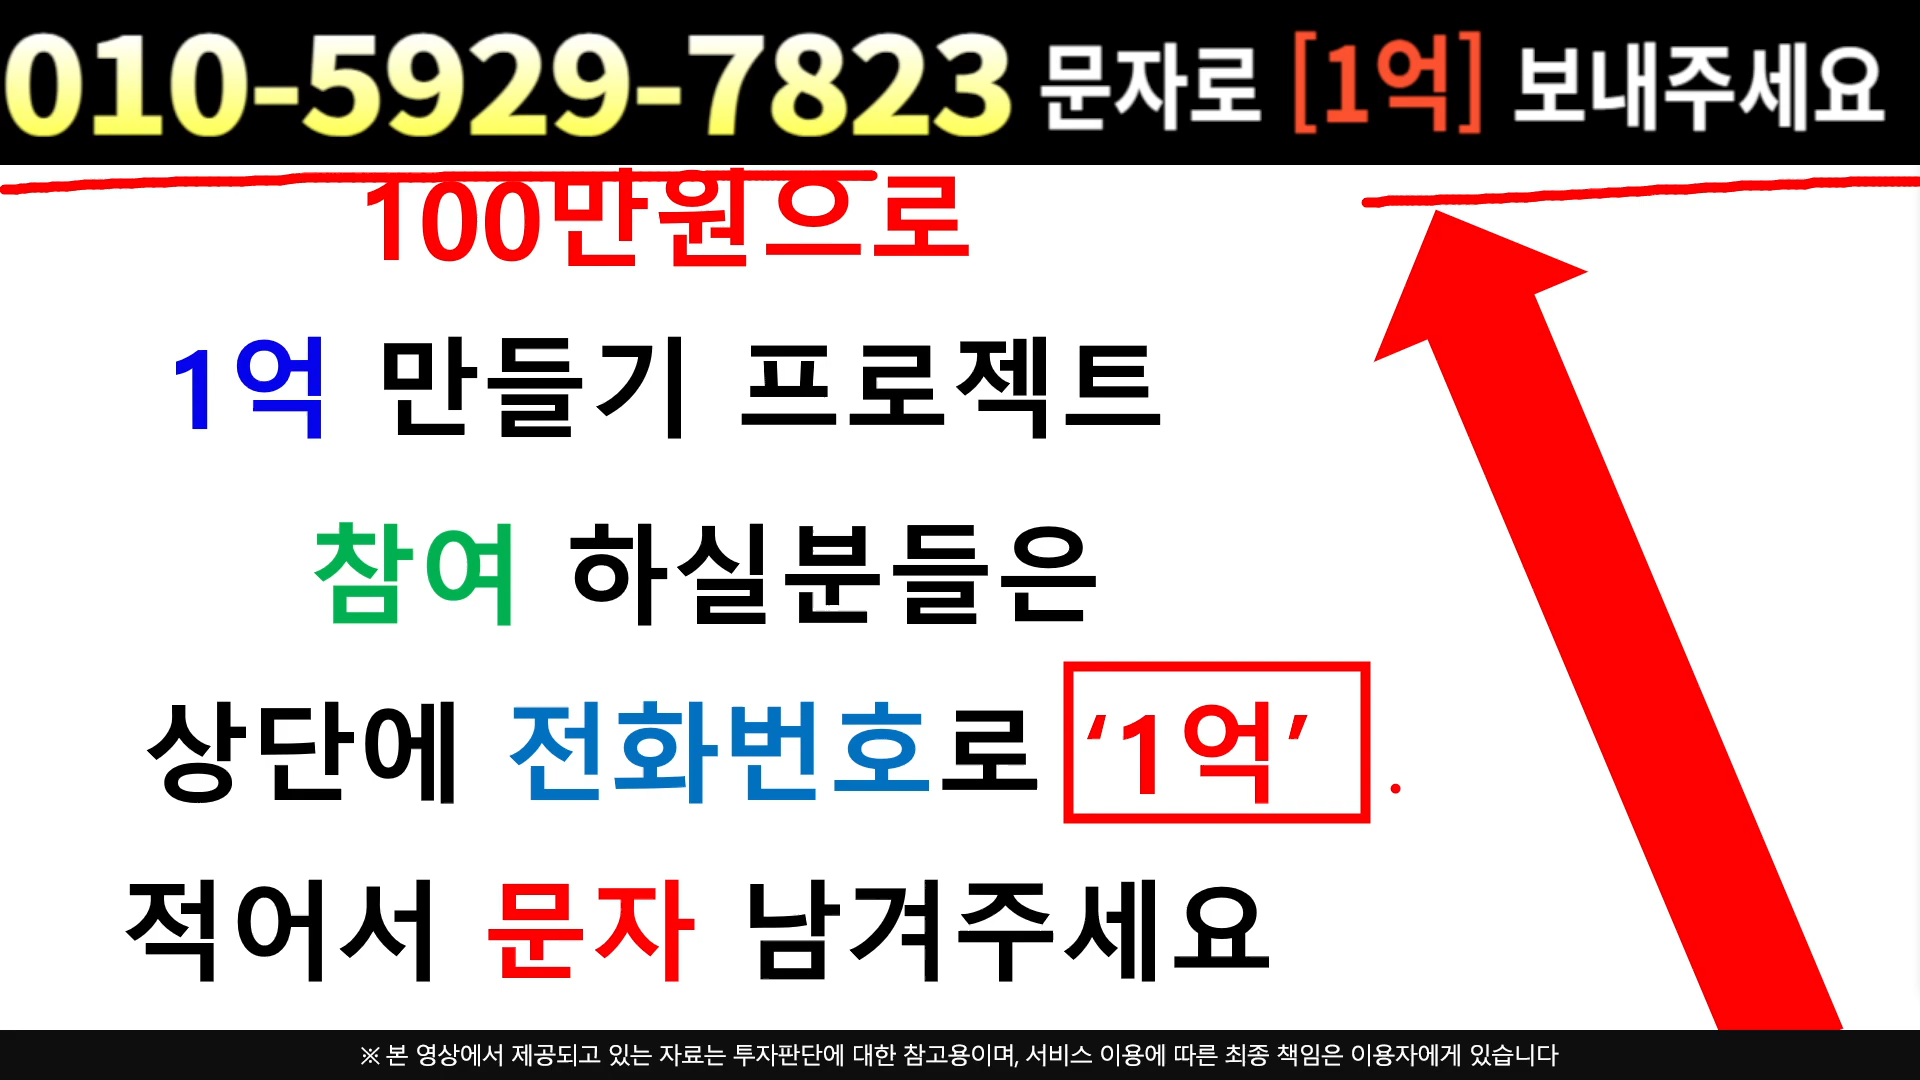 010-5929-7823 문자로 [1억] 보내주세요
100만원으로
1억 만들기 프로젝트
참여 하실분들은
상단에 전화번호로 ‘1억’ .
적어서 문자 남겨주세요
※ 본 영상에서 제공되고 있는 자료는 투자판단에 대한 참고용이며, 서비스 이용에 따른 최종 책임은 이용자에게 있습니다